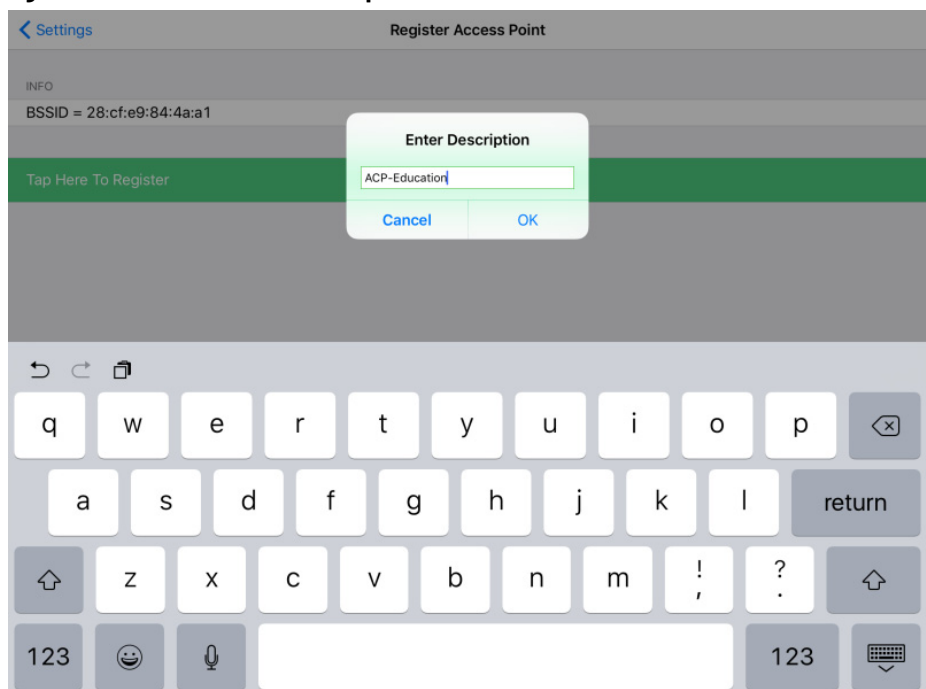 Settings
Register Access Point
INFO
BSSID = 28:cf:e9:84:4a:a1
Enter Description
ACP-Education
Tap Here To Register
Cancel OK
q w e r t y u i o p
a s d f g h j k l return
z x c v b n m ! , ? .
123 123